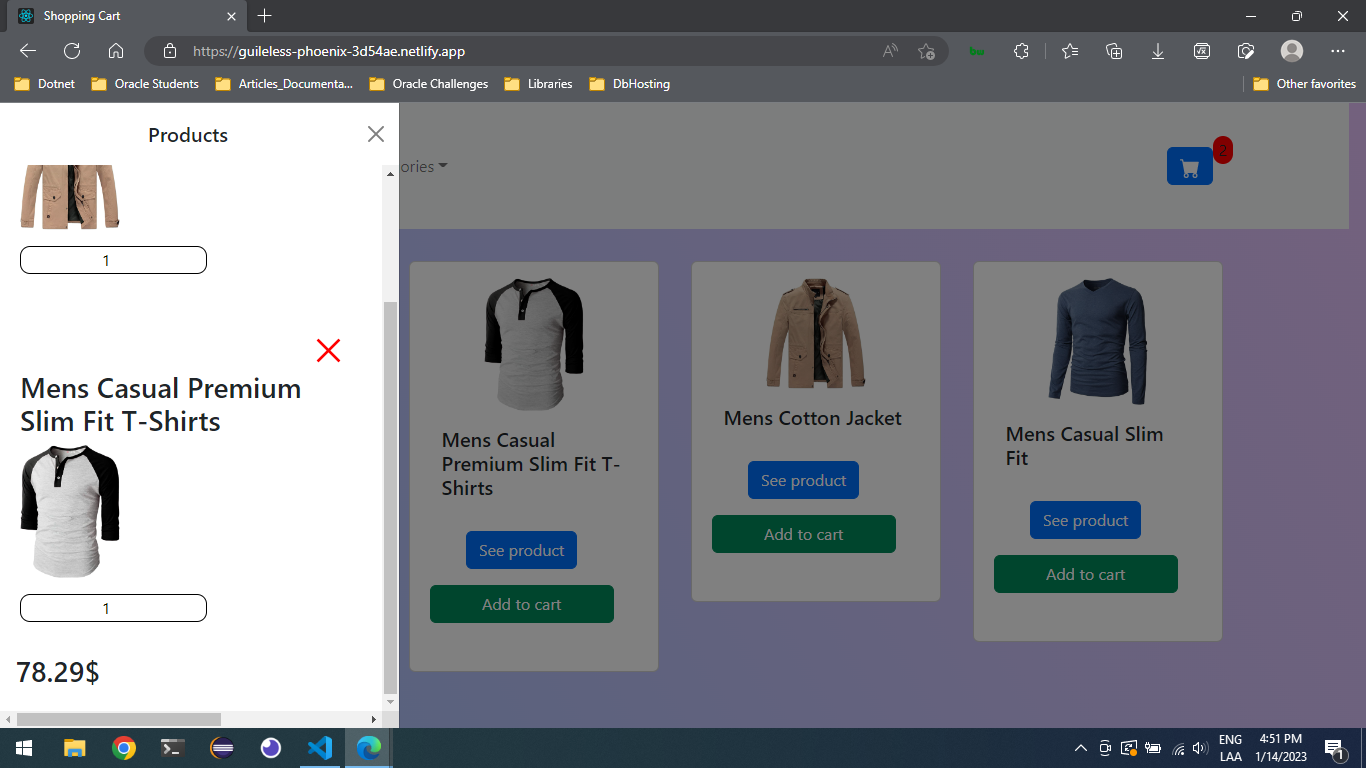 Shopping Cart
https://guileless-phoenix-3d54ae.netlify.app
Dotnet
Oracle Students
Articles_Documenta...
Oracle Challenges
Libraries
DbHosting
Other favorites
Products
ories
2
1
Mens Casual Premium
Slim Fit T-Shirts
1
78.29$
Mens Casual
Premium Slim Fit T-
Shirts
See product
Add to cart
Mens Cotton Jacket
See product
Add to cart
Mens Casual Slim
Fit
See product
Add to cart
ENG
LAA
4:51 PM
1/14/2023
1